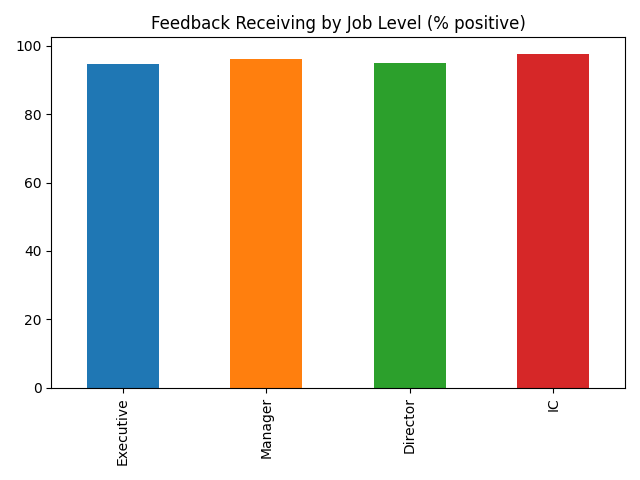 Feedback Receiving by Job Level (% positive)
100
80
60
40
20
0
Executive
Manager
Director
IC